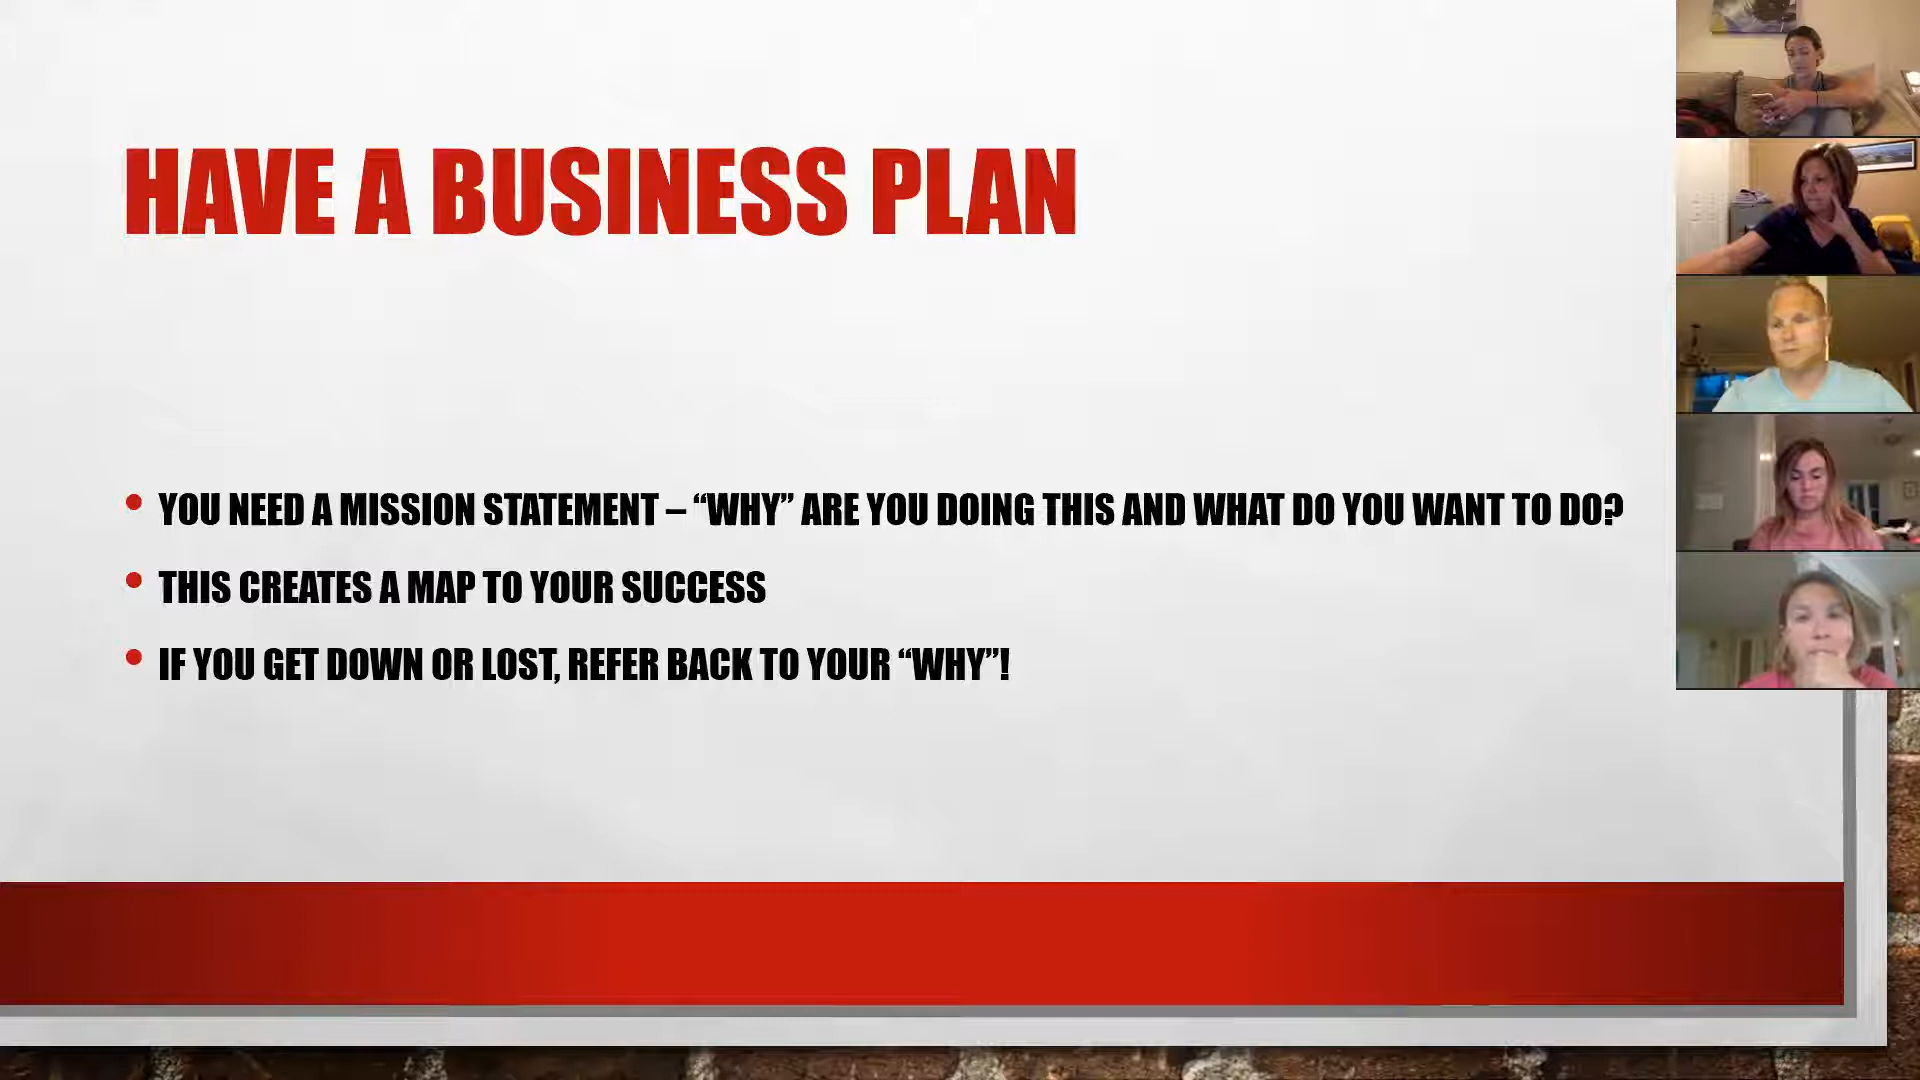 HAVE A BUSINESS PLAN
• YOU NEED A MISSION STATEMENT – “WHY” ARE YOU DOING THIS AND WHAT DO YOU WANT TO DO?
• THIS CREATES A MAP TO YOUR SUCCESS
• IF YOU GET DOWN OR LOST, REFER BACK TO YOUR “WHY”!